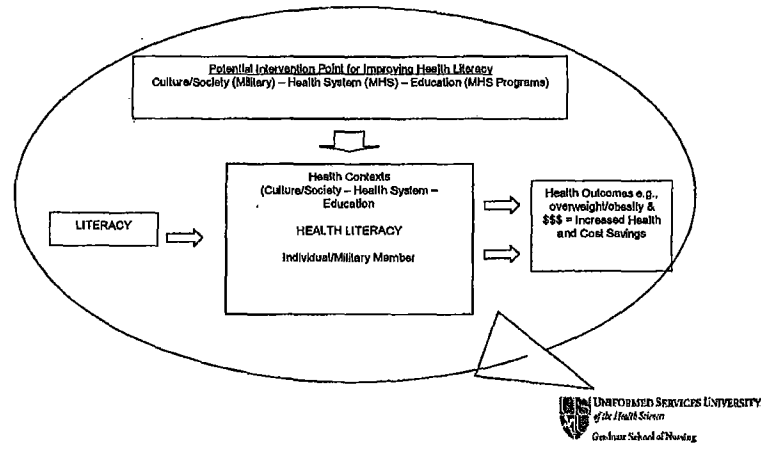 Potential Intervention Point for Improving Health Literacy
Culture/Society (Military) – Health System (MHS) – Education (MHS Programs)
Health Contexts
(Culture/Society – Health System –
Education
HEALTH LITERACY
Individual/Military Member
LITERACY
Health Outcomes e.g.,
overweight/obesity &
$$$ = Increased Health
and Cost Savings
UNIFORMED SERVICES UNIVERSITY
of the Health Sciences
Graduate School of Nursing